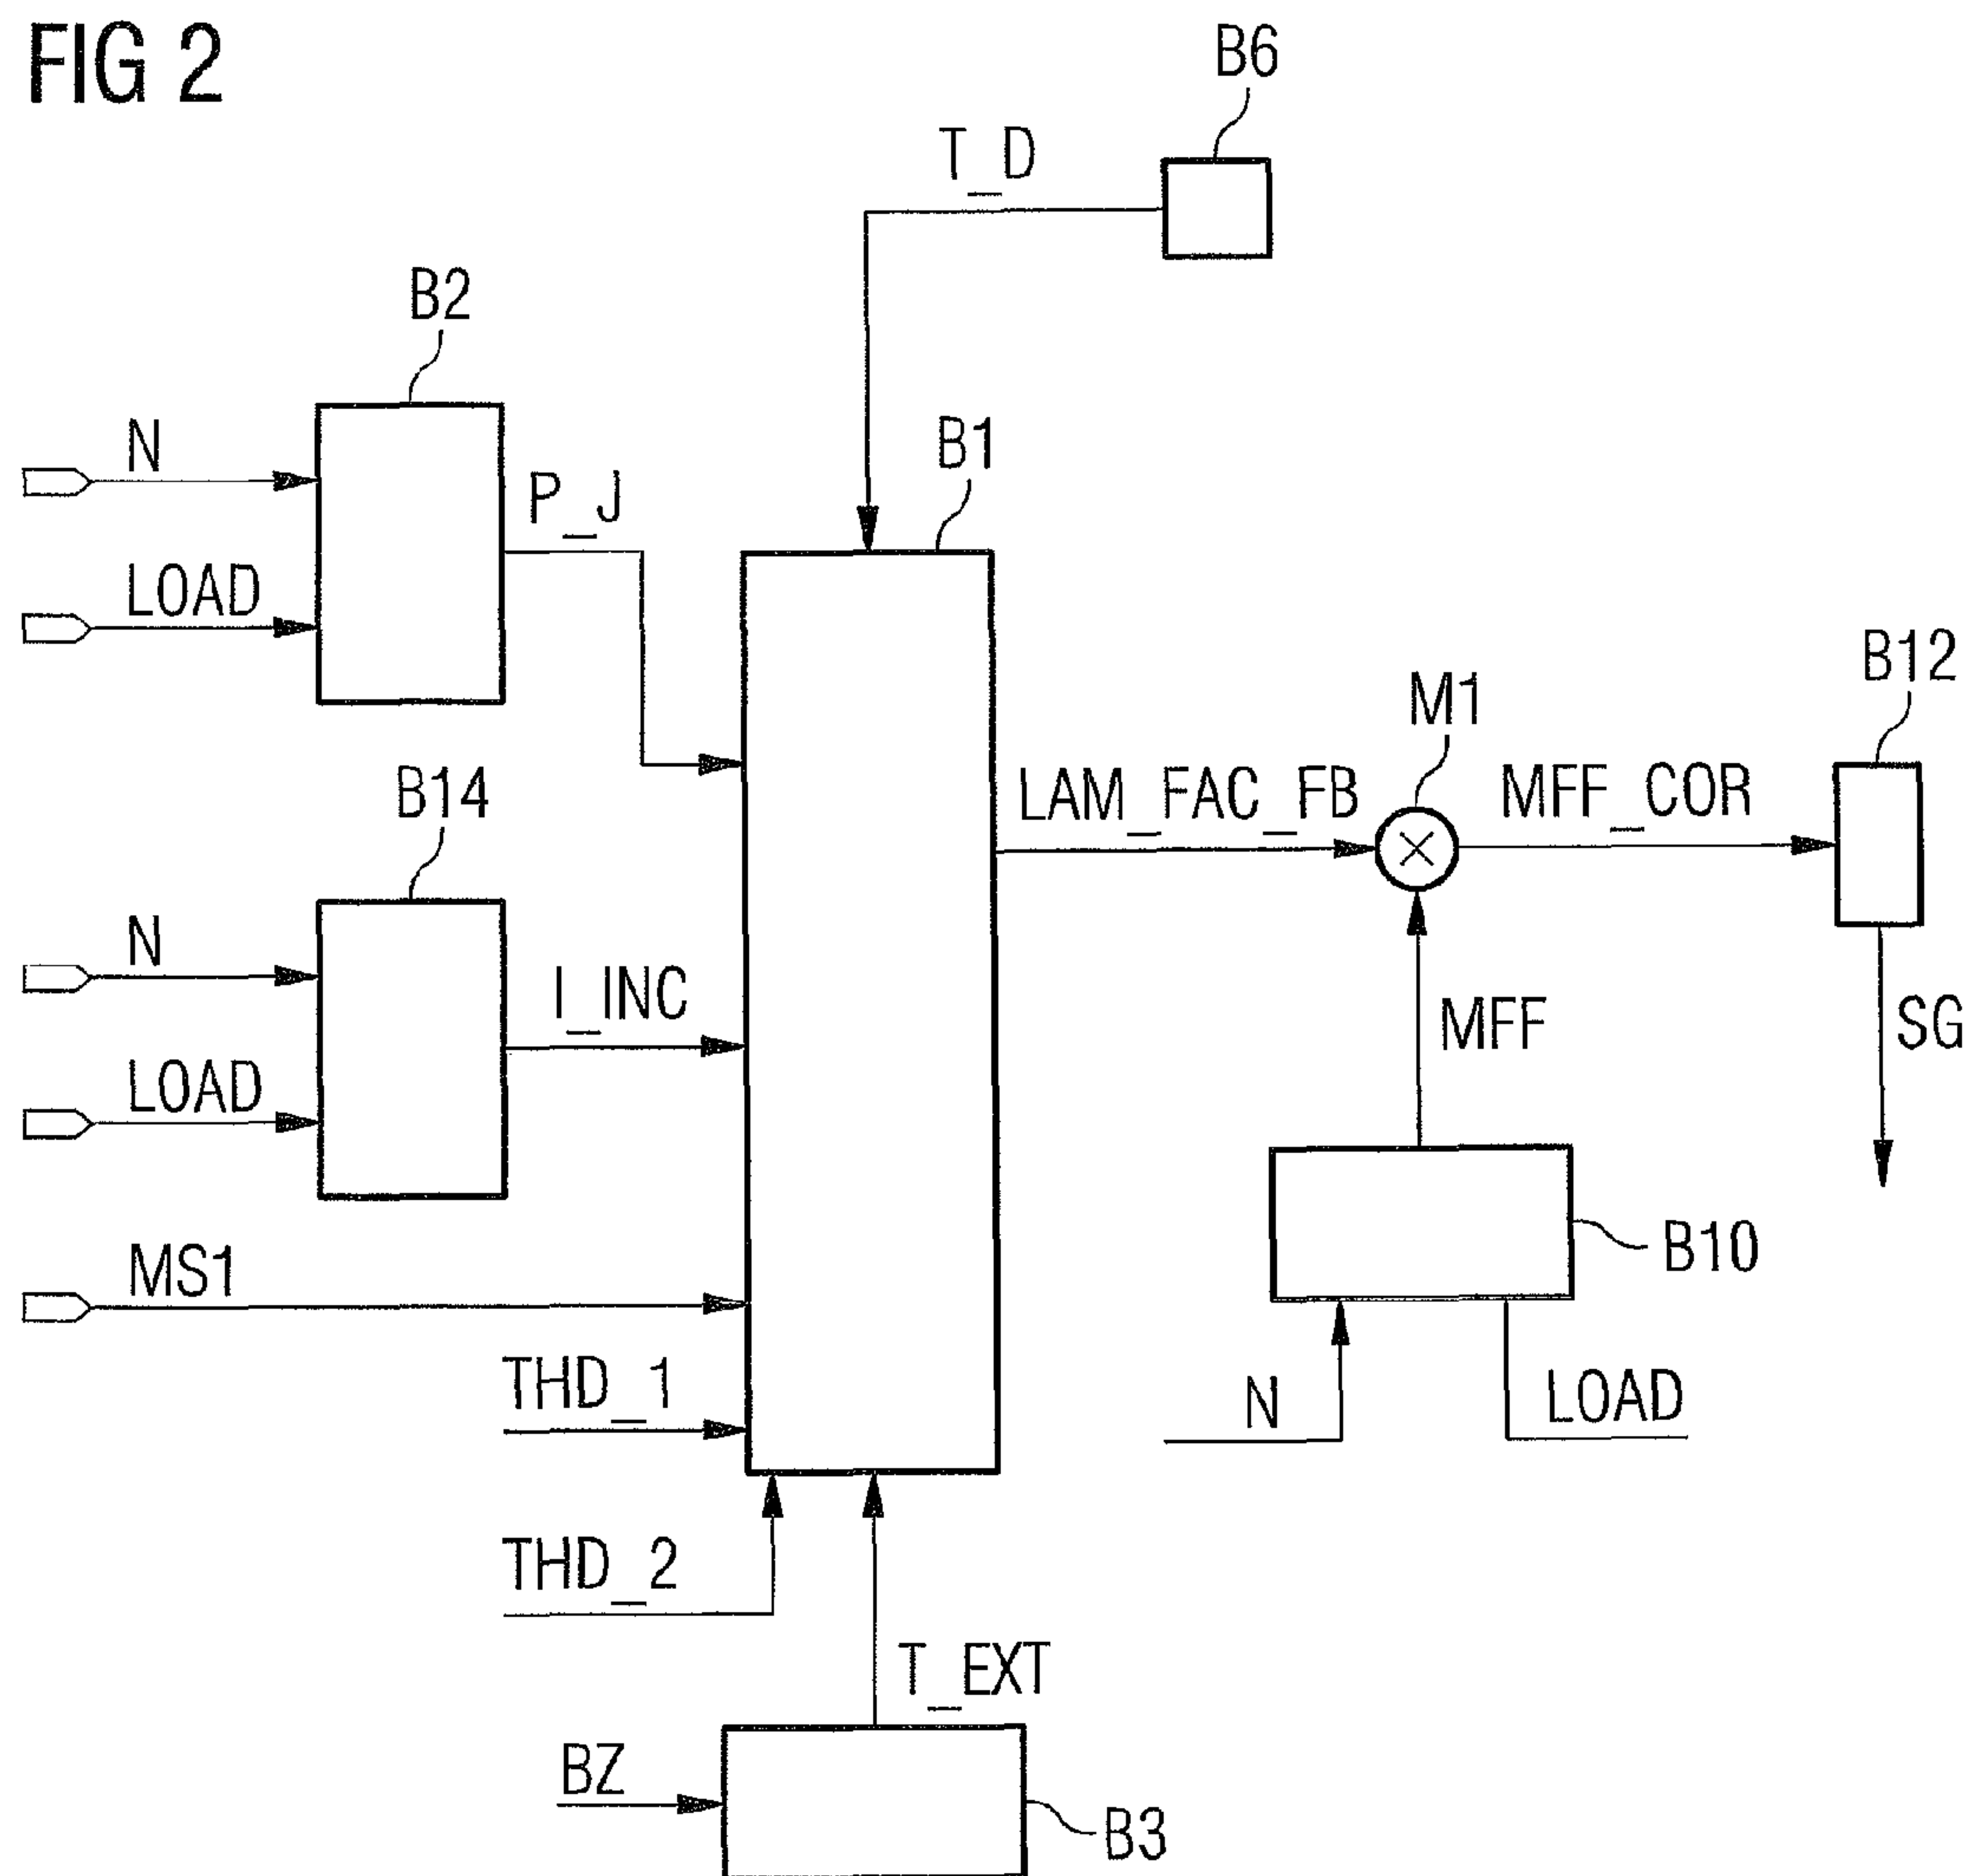 FIG 2
B6
T_D
B2
N
P_J
B1
LOAD
B12
M1
B14
LAM_FAC_FB
MFF_COR
N
I_INC
MFF
SG
LOAD
B10
MS1
THD_1
N
LOAD
THD_2
T_EXT
BZ
B3